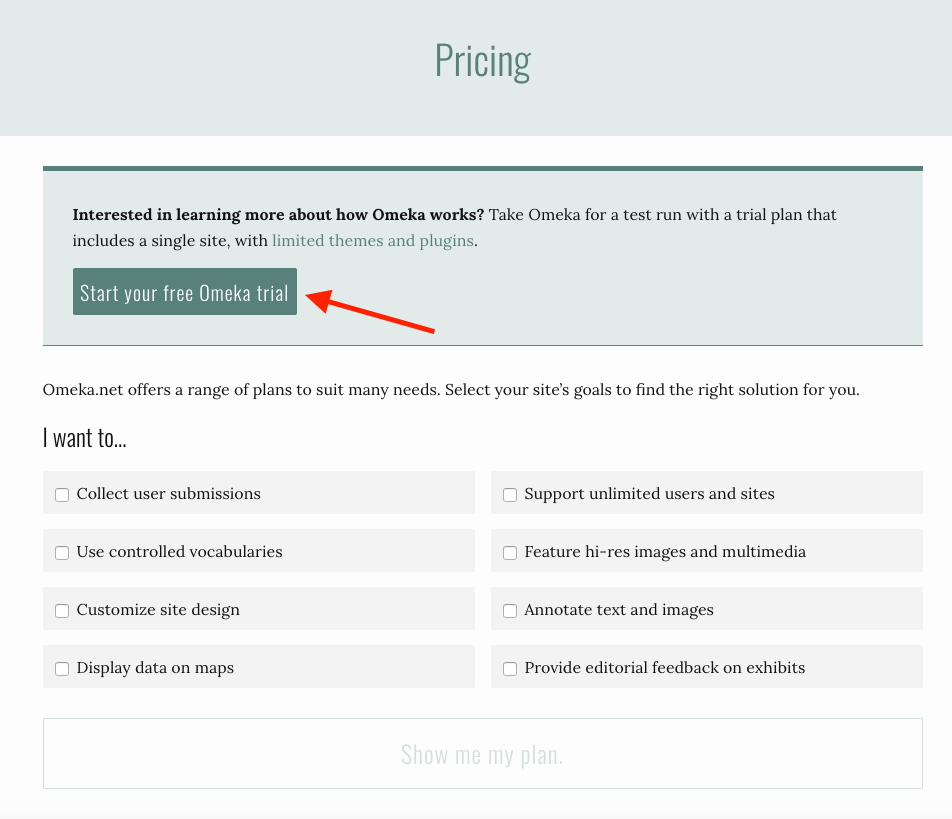 Pricing
Interested in learning more about how Omeka works? Take Omeka for a test run with a trial plan that
includes a single site, with limited themes and plugins.
Start your free Omeka trial
Omeka.net offers a range of plans to suit many needs. Select your site’s goals to find the right solution for you.
I want to...
Collect user submissions
Support unlimited users and sites
Use controlled vocabularies
Feature hi-res images and multimedia
Customize site design
Annotate text and images
Display data on maps
Provide editorial feedback on exhibits
Show me my plan.